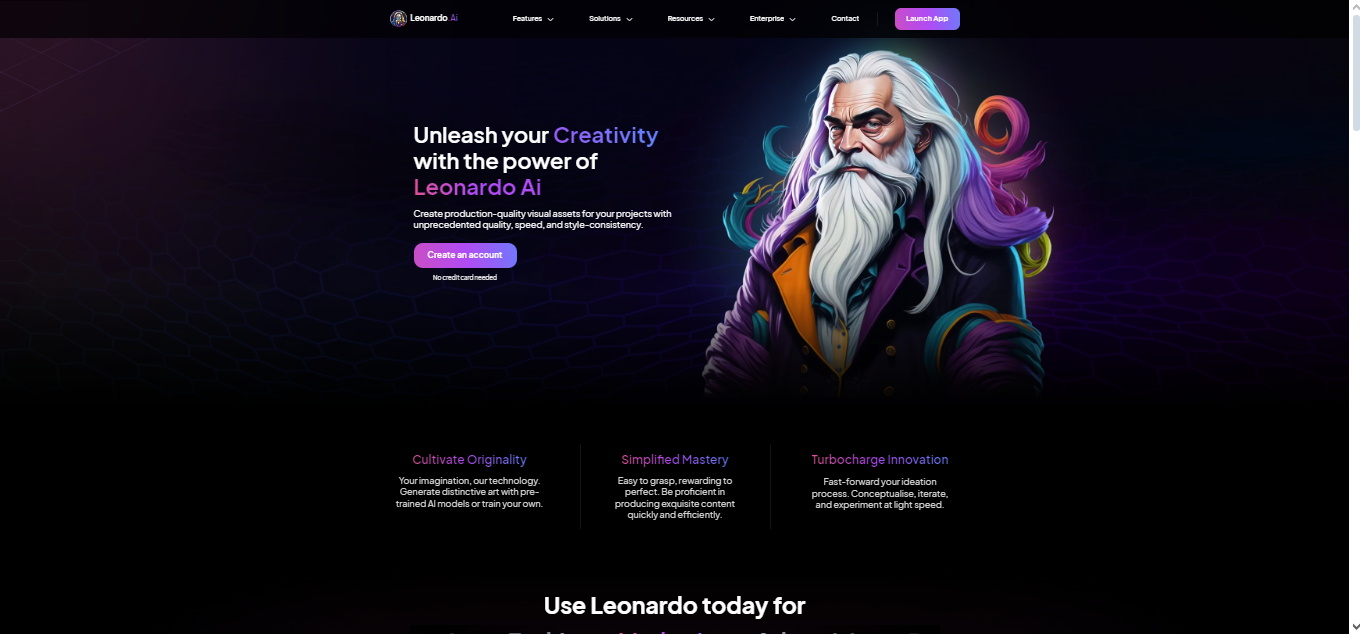 Leonardo.Ai
Features
Solutions
Resources
Enterprise
Contact
Launch App
Unleash your Creativity
with the power of
Leonardo Ai
Create production-quality visual assets for your projects with
unprecedented quality, speed, and style-consistency.
Create an account
No credit card needed
Cultivate Originality
Your imagination, our technology.
Generate distinctive art with pre-
trained AI models or train your own.
Simplified Mastery
Easy to grasp, rewarding to
perfect. Be proficient in
producing exquisite content
quickly and efficiently.
Turbocharge Innovation
Fast-forward your ideation
process. Conceptualise, iterate,
and experiment at light speed.
Use Leonardo today for